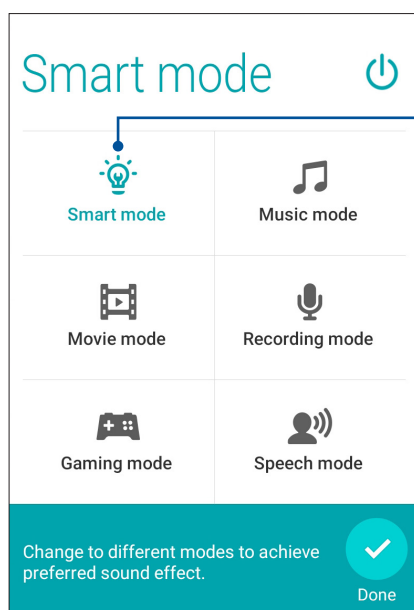 Smart mode
Smart mode
Music mode
Movie mode
Recording mode
Gaming mode
Speech mode
Change to different modes to achieve
preferred sound effect.
Done